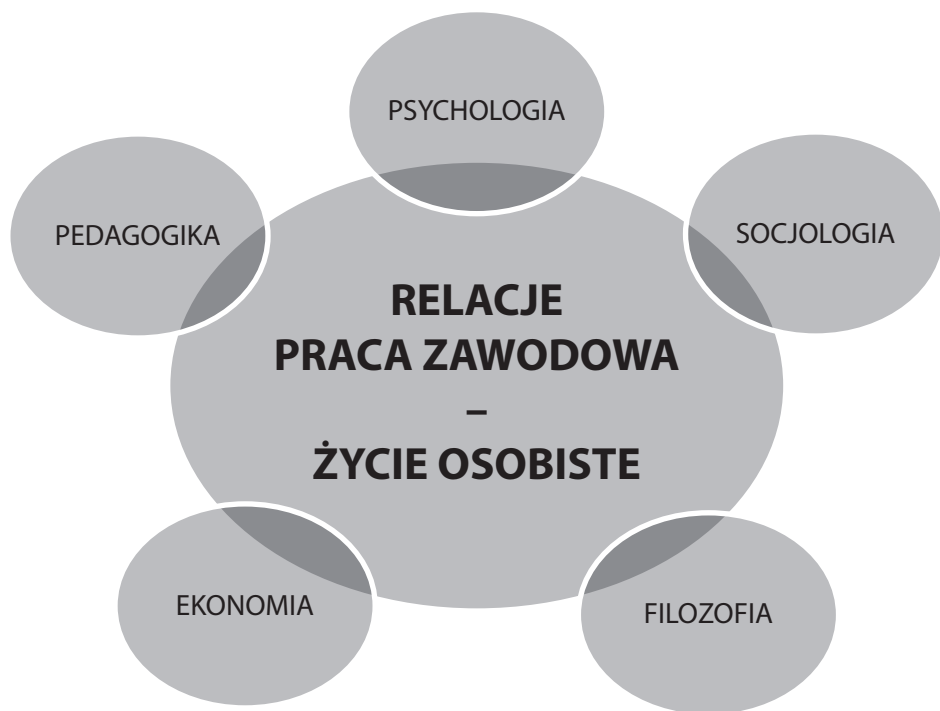 PSYCHOLOGIA
PEDAGOGIKA
SOCJOLOGIA
RELACJE
PRACA ZAWODOWA
–
ŻYCIE OSOBISTE
EKONOMIA
FILOZOFIA